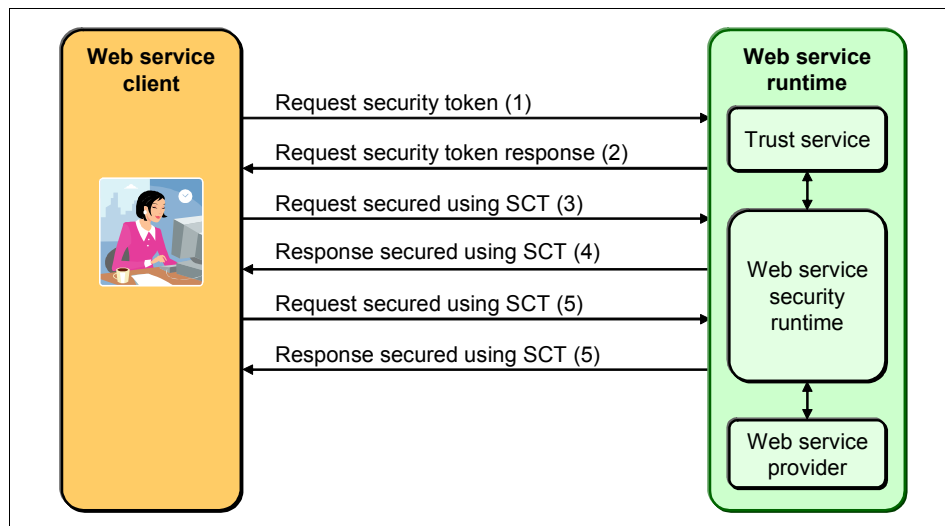 Web service
client
Web service
runtime
Request security token (1)
Trust service
Request security token response (2)
Request secured using SCT (3)
Response secured using SCT (4)
Web service
security
runtime
Request secured using SCT (5)
Response secured using SCT (5)
Web service
provider